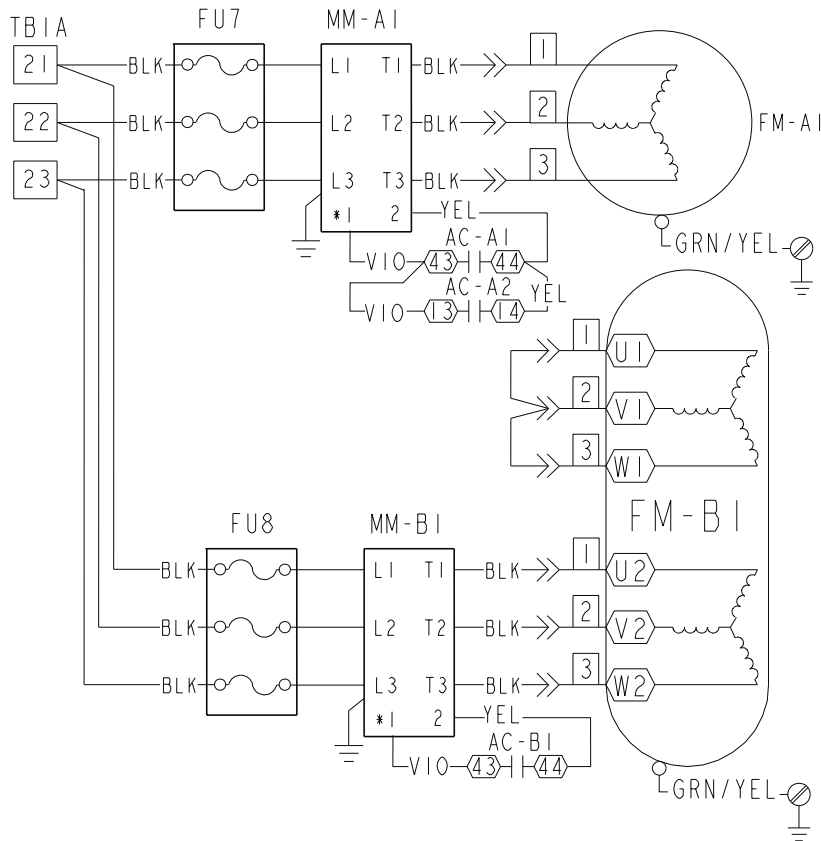 TB1A FU7 MM-A1
21 BLK L1 T1 BLK 1
22 BLK L2 T2 BLK 2 FM-A1
23 BLK L3 T3 BLK 3
*1 2 YEL
GRN/YEL
AC-A1
VIO 43 44
AC-A2 YEL
VIO 13 14
1 U1
2 V1
3 W1
FM-B1
FU8 MM-B1
BLK L1 T1 BLK 1 U2
BLK L2 T2 BLK 2 V2
BLK L3 T3 BLK 3 W2
*1 2 YEL
AC-B1
VIO 43 44
GRN/YEL